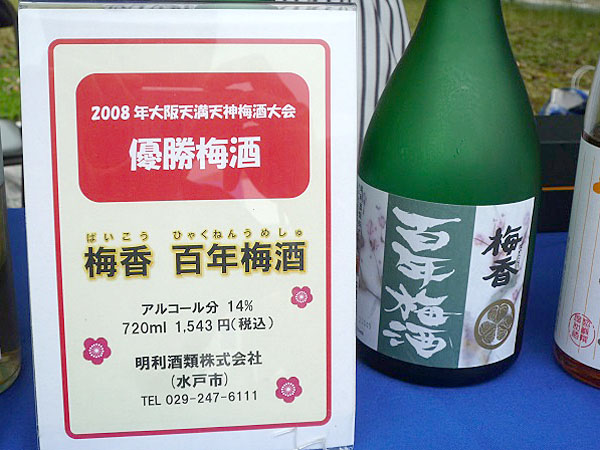 2008年大阪天満天神梅酒大会
優勝梅酒
ばいこう ひゃくねんうめしゅ
梅香 百年梅酒
アルコール分 14%
720ml 1,543円(税込)
明利酒類株式会社
(水戸市)
TEL 029-247-6111
梅香
百年梅酒